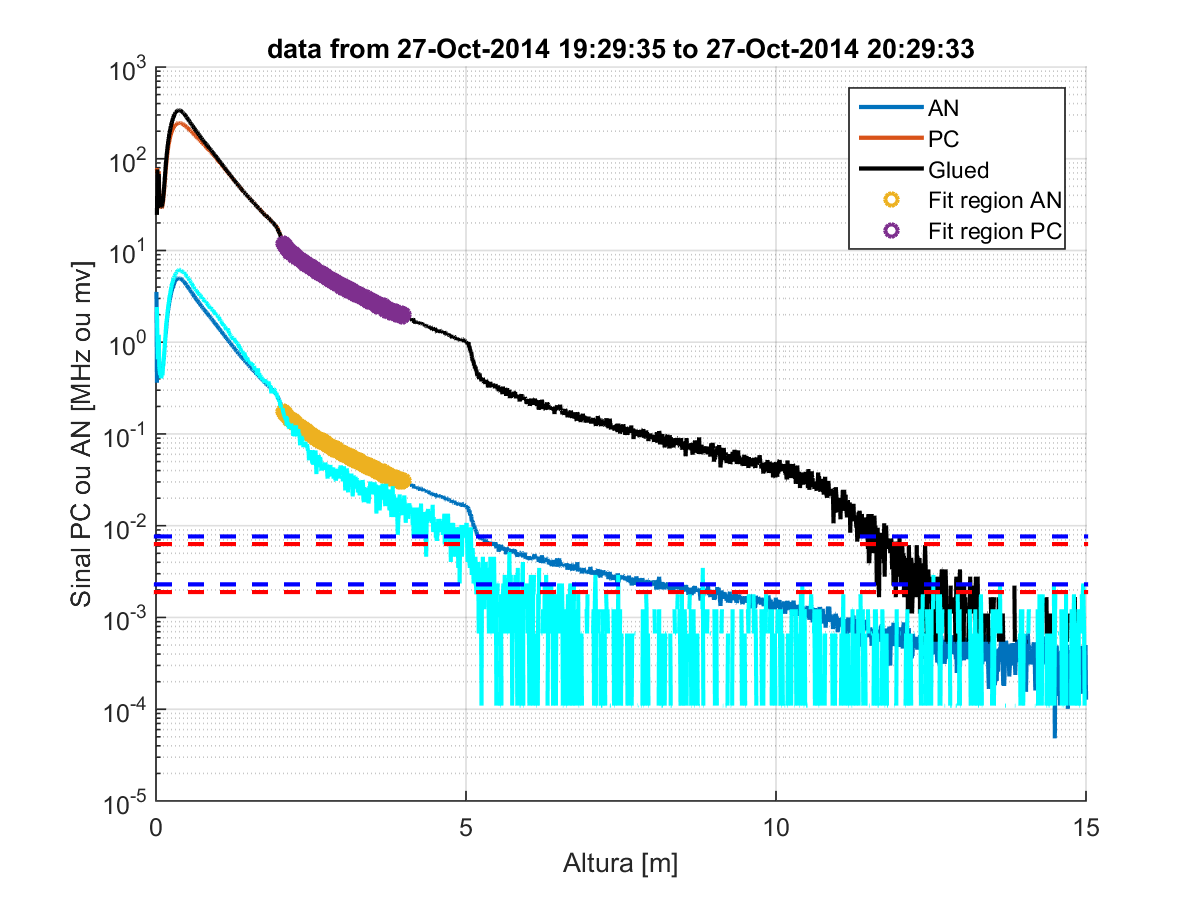 data from 27-Oct-2014 19:29:35 to 27-Oct-2014 20:29:33
10^3
10^2
10^1
10^0
10^-1
10^-2
10^-3
10^-4
10^-5
Sinal PC ou AN [MHz ou mv]
AN
PC
Glued
Fit region AN
Fit region PC
0 5 10 15
Altura [m]